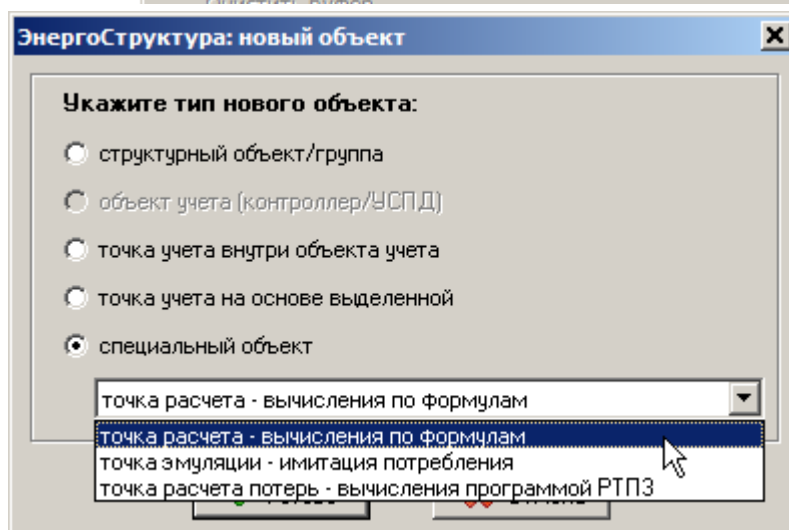 Очистить буфер
ЭнергоСтруктура: новый объект
Укажите тип нового объекта:
структурный объект/группа
объект учета (контроллер/УСПД)
точка учета внутри объекта учета
точка учета на основе выделенной
специальный объект
точка расчета - вычисления по формулам
точка расчета - вычисления по формулам
точка эмуляции - имитация потребления
точка расчета потерь - вычисления программой РТПЗ